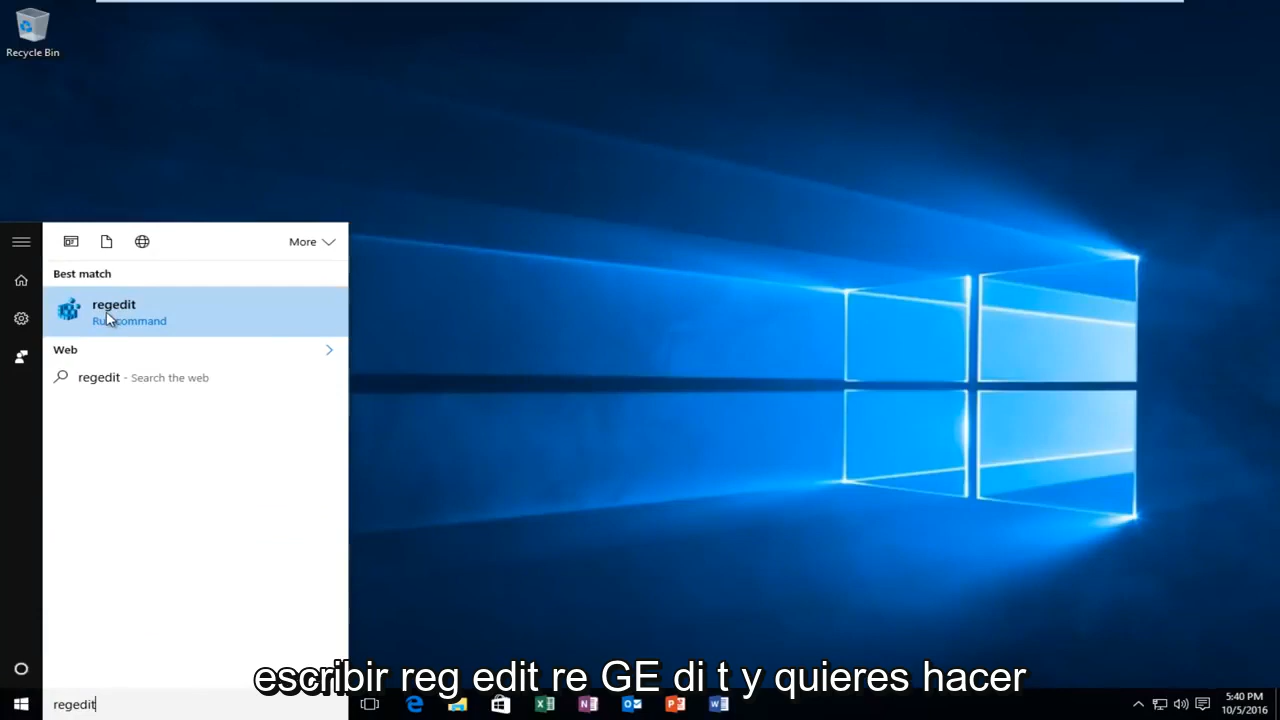 Recycle Bin
More
Best match
regedit
Run command
Web
regedit - Search the web
escribir reg edit re GE di t y quieres hacer
regedit
5:40 PM
10/5/2016